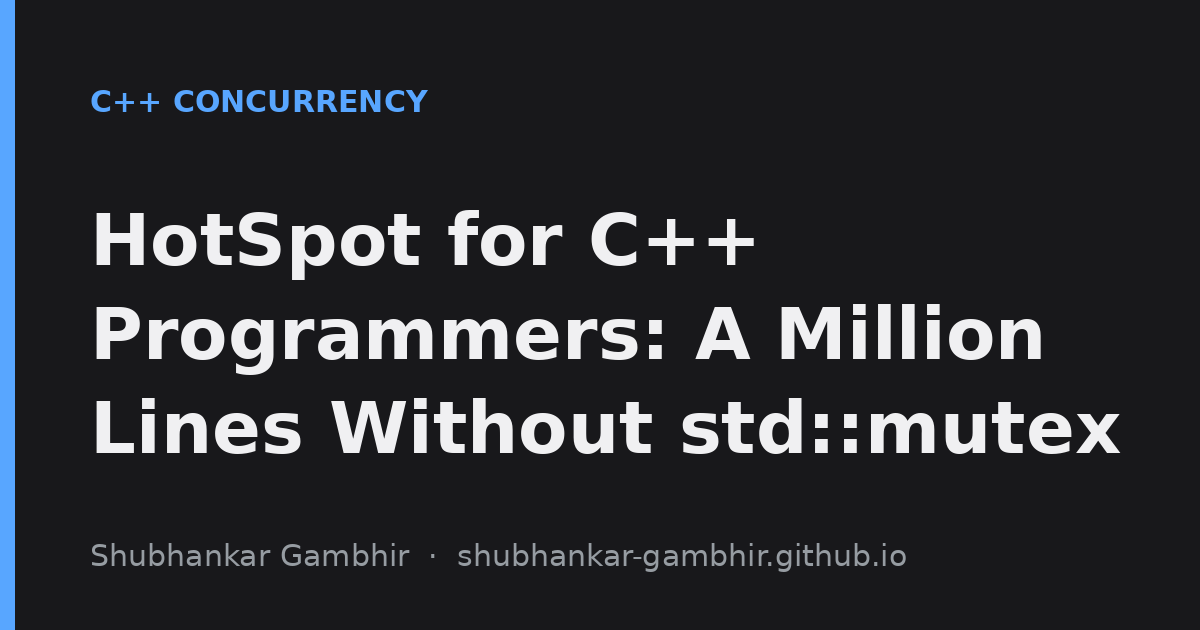 C++ CONCURRENCY
HotSpot for C++
Programmers: A Million
Lines Without std::mutex
Shubhankar Gambhir · shubhankar-gambhir.github.io